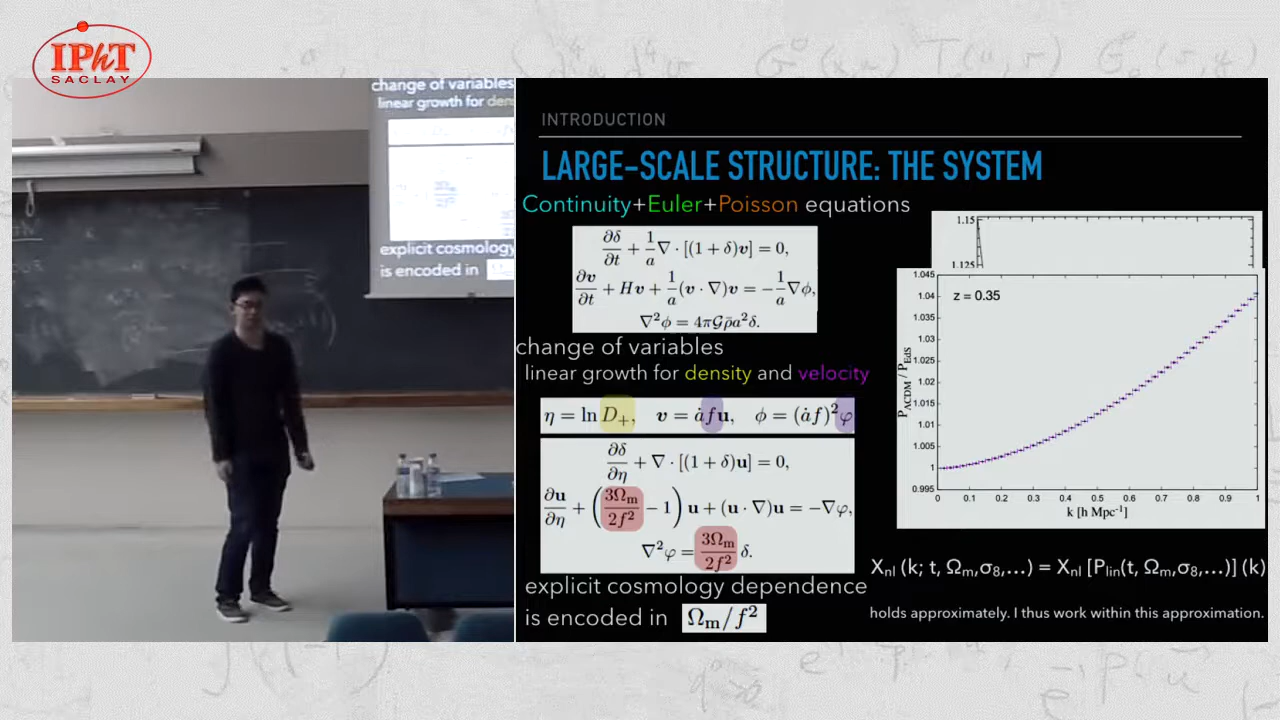 IPhT
SACLAY
change of variables
linear growth for den
explicit cosmology
is encoded in
INTRODUCTION
LARGE-SCALE STRUCTURE: THE SYSTEM
Continuity+Euler+Poisson equations
∂δ/∂t + 1/a ∇ · [(1 + δ)v] = 0,
∂v/∂t + Hv + 1/a (v · ∇)v = −1/a ∇ϕ,
∇²ϕ = 4πGρ̄a²δ.
change of variables
linear growth for density and velocity
η = ln D₊, v = ȧfu, ϕ = (ȧf)²φ
∂δ/∂η + ∇ · [(1 + δ)u] = 0,
∂u/∂η + (3Ωm/2f² − 1) u + (u · ∇)u = −∇φ,
∇²φ = 3Ωm/2f² δ.
explicit cosmology dependence
is encoded in Ωm/f²
1.15
1.125
1.045
1.04
1.035
1.03
1.025
1.02
1.015
1.01
1.005
1
0.995
z = 0.35
PΛCDM / PEdS
0 0.1 0.2 0.3 0.4 0.5 0.6 0.7 0.8 0.9 1
k [h Mpc⁻¹]
Xnl (k; t, Ωm,σ8,...) = Xnl [Plin(t, Ωm,σ8,...)] (k)
holds approximately. I thus work within this approximation.